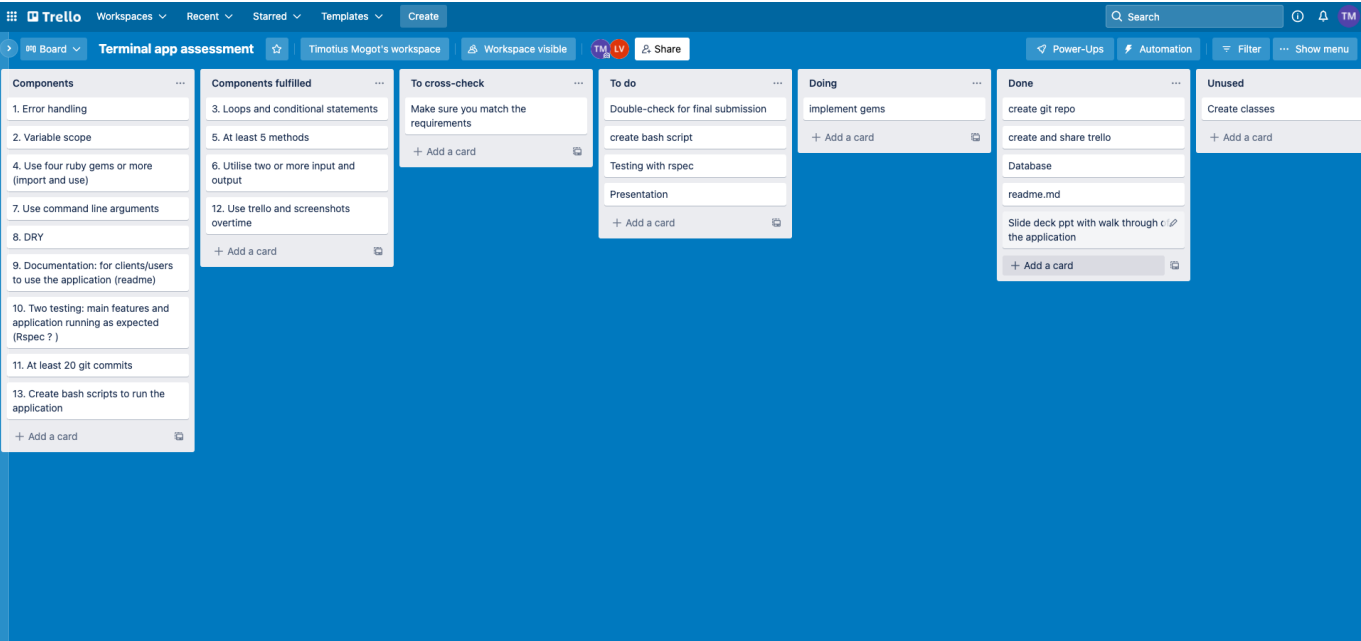 Trello
Workspaces
Recent
Starred
Templates
Create
Search
TM
Board
Terminal app assessment
Timotius Mogot's workspace
Workspace visible
TM
LV
Share
Power-Ups
Automation
Filter
... Show menu
Components
1. Error handling
2. Variable scope
4. Use four ruby gems or more
(import and use)
7. Use command line arguments
8. DRY
9. Documentation: for clients/users
to use the application (readme)
10. Two testing: main features and
application running as expected
(Rspec ? )
11. At least 20 git commits
13. Create bash scripts to run the
application
+ Add a card
Components fulfilled
3. Loops and conditional statements
5. At least 5 methods
6. Utilise two or more input and
output
12. Use trello and screenshots
overtime
+ Add a card
To cross-check
Make sure you match the
requirements
+ Add a card
To do
Double-check for final submission
create bash script
Testing with rspec
Presentation
+ Add a card
Doing
implement gems
+ Add a card
Done
create git repo
create and share trello
Database
readme.md
Slide deck ppt with walk through
the application
+ Add a card
Unused
Create classes
+ Add a card